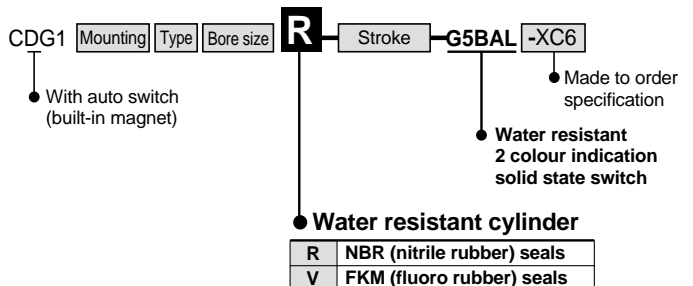 CDG1 Mounting Type Bore size R Stroke G5BAL -XC6
With auto switch
(built-in magnet)
Made to order
specification
Water resistant
2 colour indication
solid state switch
Water resistant cylinder
R NBR (nitrile rubber) seals
V FKM (fluoro rubber) seals